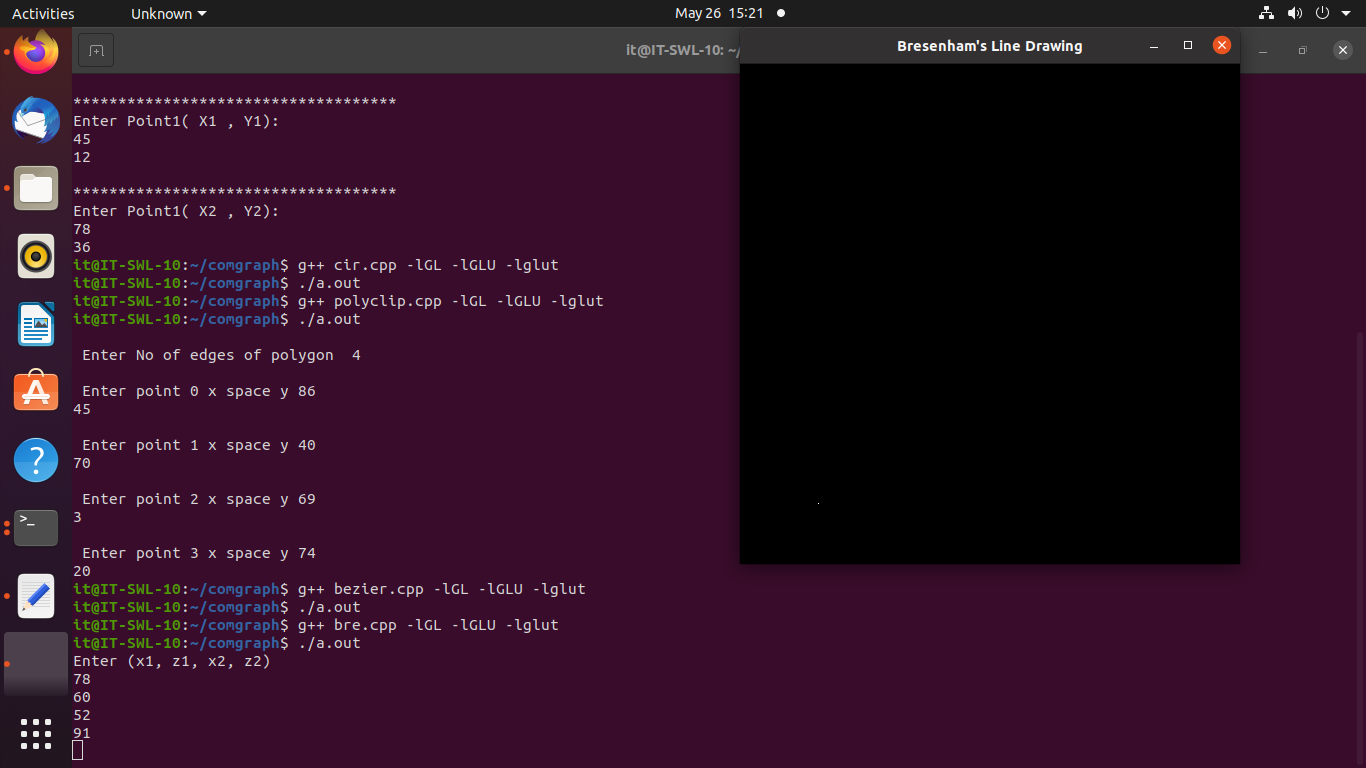 Activities
Unknown
May 26 15:21
it@IT-SWL-10: ~/
Bresenham's Line Drawing
************************************
Enter Point1( X1 , Y1):
45
12
************************************
Enter Point1( X2 , Y2):
78
36
it@IT-SWL-10:~/comgraph$ g++ cir.cpp -lGL -lGLU -lglut
it@IT-SWL-10:~/comgraph$ ./a.out
it@IT-SWL-10:~/comgraph$ g++ polyclip.cpp -lGL -lGLU -lglut
it@IT-SWL-10:~/comgraph$ ./a.out
Enter No of edges of polygon  4
Enter point 0 x space y 86
45
Enter point 1 x space y 40
70
Enter point 2 x space y 69
3
Enter point 3 x space y 74
20
it@IT-SWL-10:~/comgraph$ g++ bezier.cpp -lGL -lGLU -lglut
it@IT-SWL-10:~/comgraph$ ./a.out
it@IT-SWL-10:~/comgraph$ g++ bre.cpp -lGL -lGLU -lglut
it@IT-SWL-10:~/comgraph$ ./a.out
Enter (x1, z1, x2, z2)
78
60
52
91